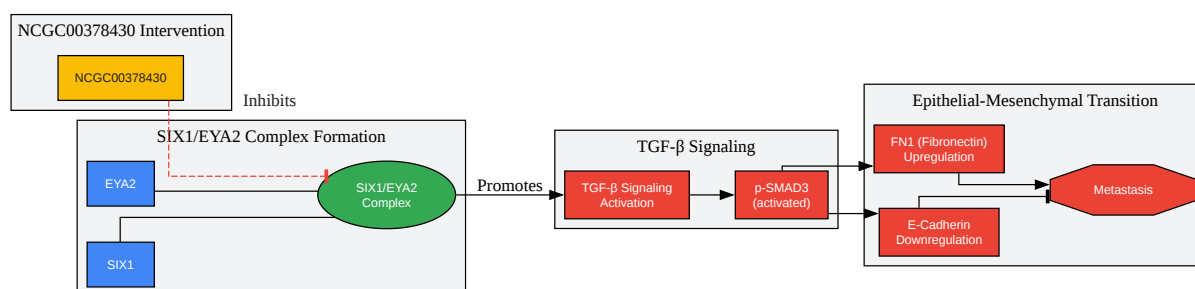 NCGC00378430 Intervention
NCGC00378430
Inhibits
SIX1/EYA2 Complex Formation
EYA2
SIX1
SIX1/EYA2
Complex
Promotes
TGF-β Signaling
TGF-β Signaling
Activation
p-SMAD3
(activated)
Epithelial-Mesenchymal Transition
FN1 (Fibronectin)
Upregulation
E-Cadherin
Downregulation
Metastasis